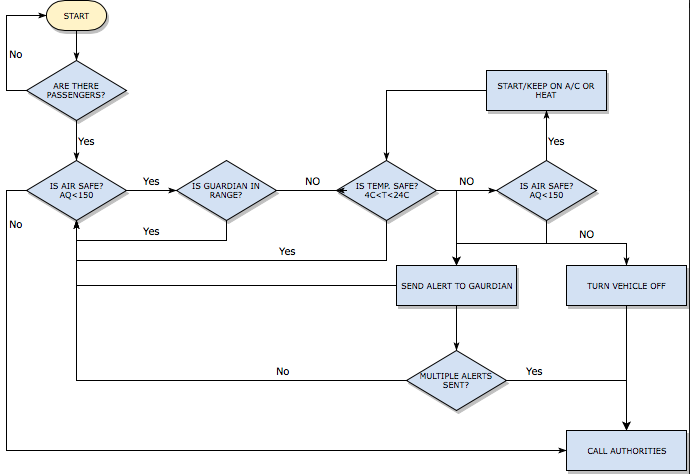 START
No
ARE THERE
PASSENGERS?
START/KEEP ON A/C OR
HEAT
Yes
Yes
IS AIR SAFE?
AQ<150
Yes
IS GUARDIAN IN
RANGE?
NO
IS TEMP. SAFE?
4C<T<24C
NO
IS AIR SAFE?
AQ<150
No
Yes
NO
Yes
SEND ALERT TO GAURDIAN
TURN VEHICLE OFF
No
MULTIPLE ALERTS
SENT?
Yes
CALL AUTHORITIES